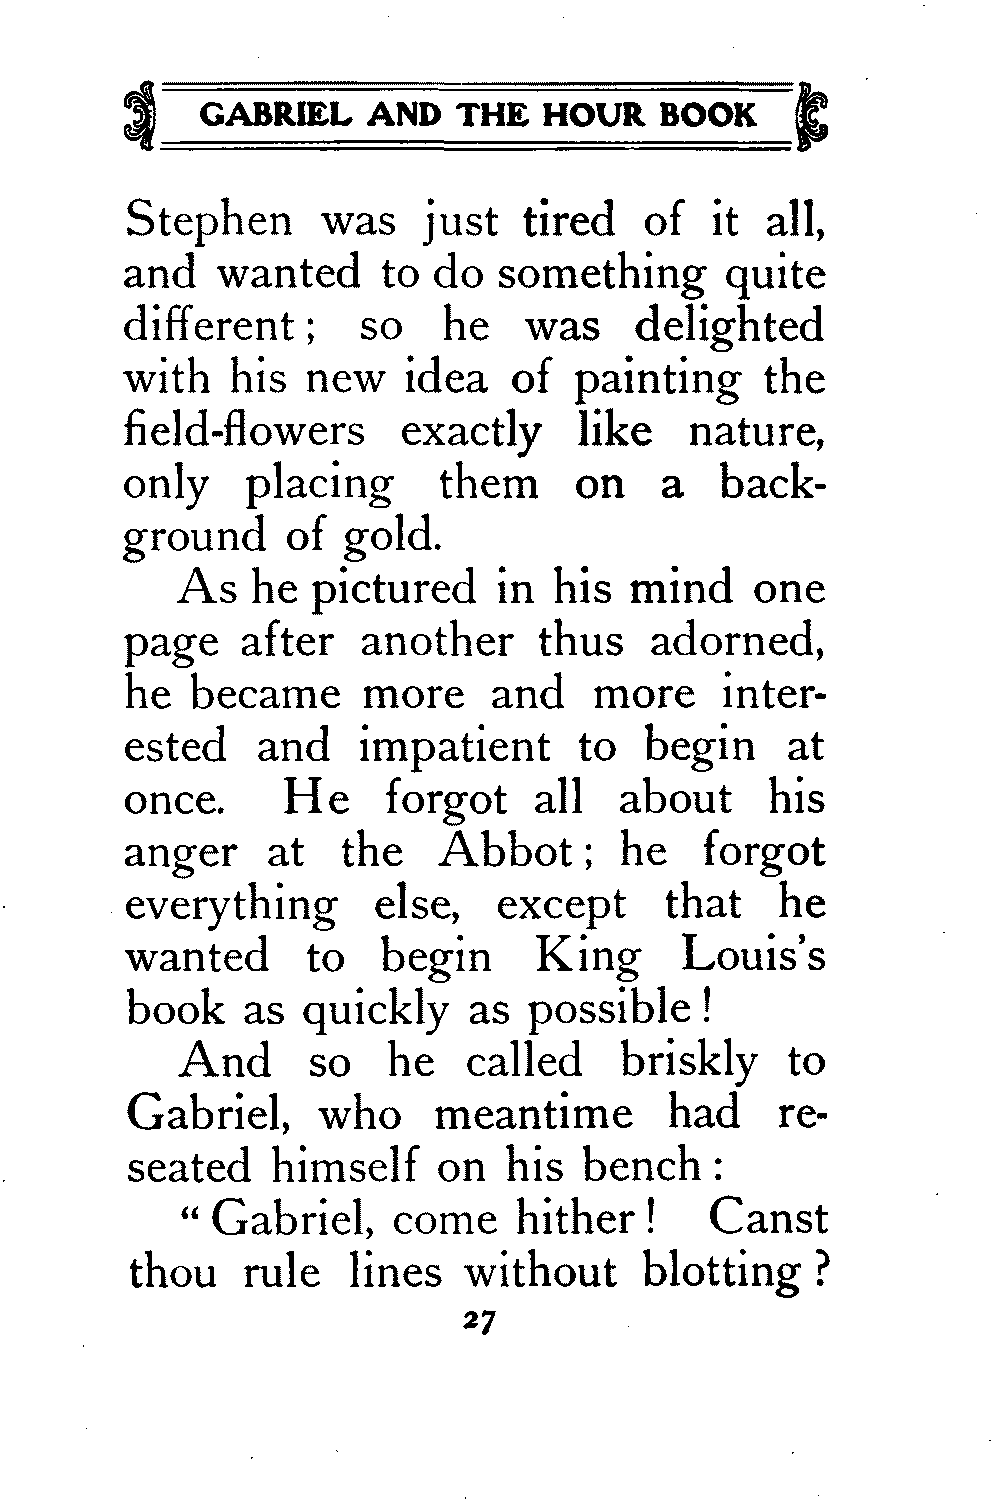 GABRIEL AND THE HOUR BOOK
Stephen was just tired of it all,
and wanted to do something quite
different ; so he was delighted
with his new idea of painting the
field-flowers exactly like nature,
only placing them on a back-
ground of gold.
As he pictured in his mind one
page after another thus adorned,
he became more and more inter-
ested and impatient to begin at
once. He forgot all about his
anger at the Abbot ; he forgot
everything else, except that he
wanted to begin King Louis's
book as quickly as possible !
And so he called briskly to
Gabriel, who meantime had re-
seated himself on his bench :
“ Gabriel, come hither ! Canst
thou rule lines without blotting ?
27